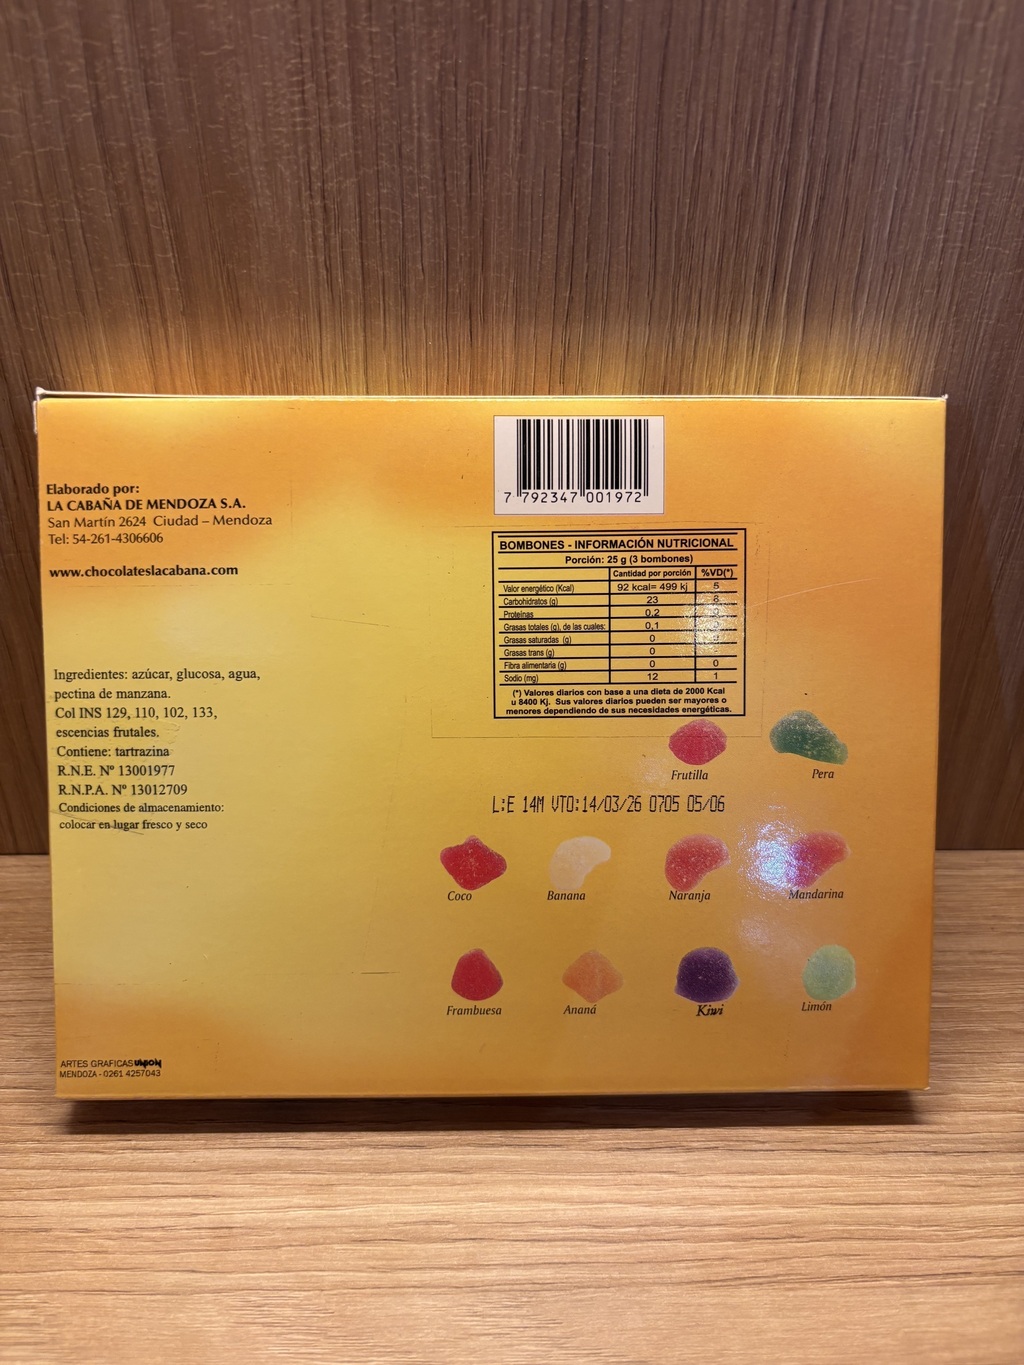 Elaborado por:
LA CABAÑA DE MENDOZA S.A.
San Martín 2624 Ciudad – Mendoza
Tel: 54-261-4306606
www.chocolateslacabana.com
Ingredientes: azúcar, glucosa, agua,
pectina de manzana.
Col INS 129, 110, 102, 133,
escencias frutales.
Contiene: tartrazina
R.N.E. Nº 13001977
R.N.P.A. Nº 13012709
Condiciones de almacenamiento:
colocar en lugar fresco y seco
ARTES GRAFICAS UNION
MENDOZA - 0261 4257043
7 792347 001972
BOMBONES - INFORMACIÓN NUTRICIONAL
Porción: 25 g (3 bombones)
Cantidad por porción %VD(*)
Valor energético (Kcal) 92 kcal= 499 kj 5
Carbohidratos (g) 23 8
Proteínas 0,2
Grasas totales (g), de las cuales: 0,1
Grasas saturadas (g) 0
Grasas trans (g) 0 -
Fibra alimentaria (g) 0 0
Sodio (mg) 12 1
(*) Valores diarios con base a una dieta de 2000 Kcal
u 8400 Kj. Sus valores diarios pueden ser mayores o
menores dependiendo de sus necesidades energéticas.
Frutilla Pera
L:E 14M VTO:14/03/26 0705 05/06
Coco Banana Naranja Mandarina
Frambuesa Ananá Kiwi Limón